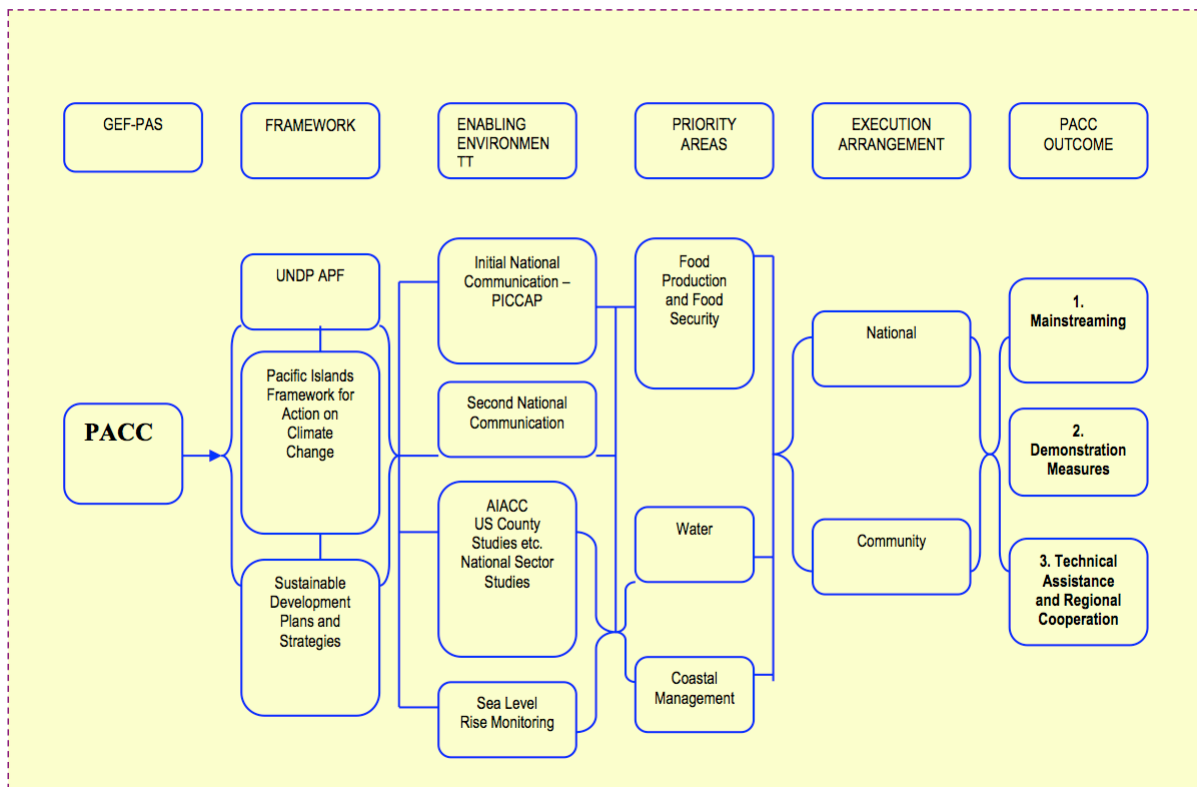 GEF-PAS
FRAMEWORK
ENABLING
ENVIRONMEN
TT
PRIORITY
AREAS
EXECUTION
ARRANGEMENT
PACC
OUTCOME
PACC
UNDP APF
Pacific Islands
Framework for
Action on
Climate
Change
Sustainable
Development
Plans and
Strategies
Initial National
Communication –
PICCAP
Second National
Communication
AIACC
US County
Studies etc.
National Sector
Studies
Sea Level
Rise Monitoring
Food
Production
and Food
Security
Water
Coastal
Management
National
Community
1.
Mainstreaming
2.
Demonstration
Measures
3. Technical
Assistance
and Regional
Cooperation